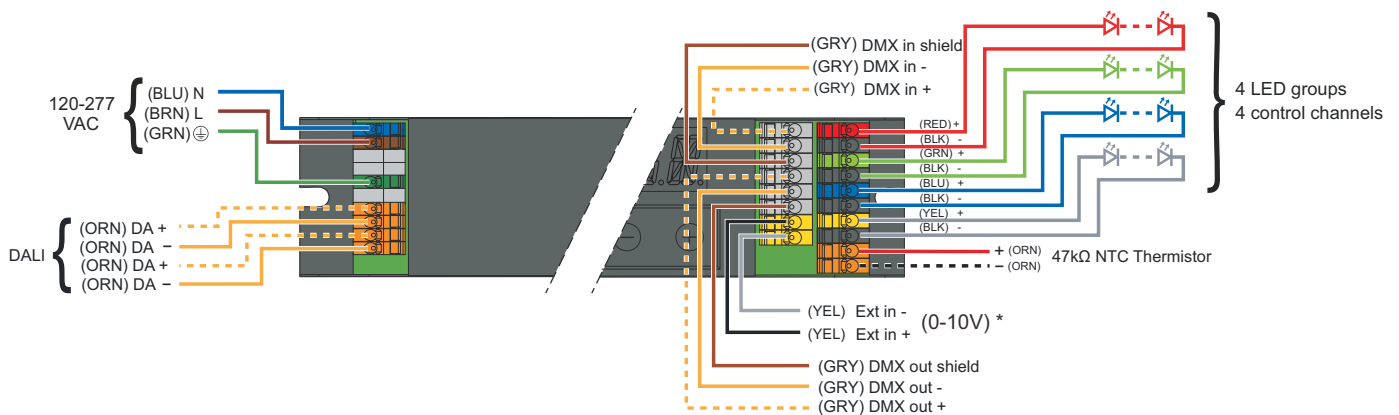 120-277
VAC
(BLU) N
(BRN) L
(GRN)
DALI
(ORN) DA +
(ORN) DA −
(ORN) DA +
(ORN) DA −
(GRY) DMX in shield
(GRY) DMX in -
(GRY) DMX in +
(RED) +
(BLK) -
(GRN) +
(BLK) -
(BLU) +
(BLK) -
(YEL) +
(BLK) -
4 LED groups
4 control channels
+ (ORN)
− (ORN)
47kΩ NTC Thermistor
(YEL) Ext in -
(YEL) Ext in +
(0-10V) *
(GRY) DMX out shield
(GRY) DMX out -
(GRY) DMX out +